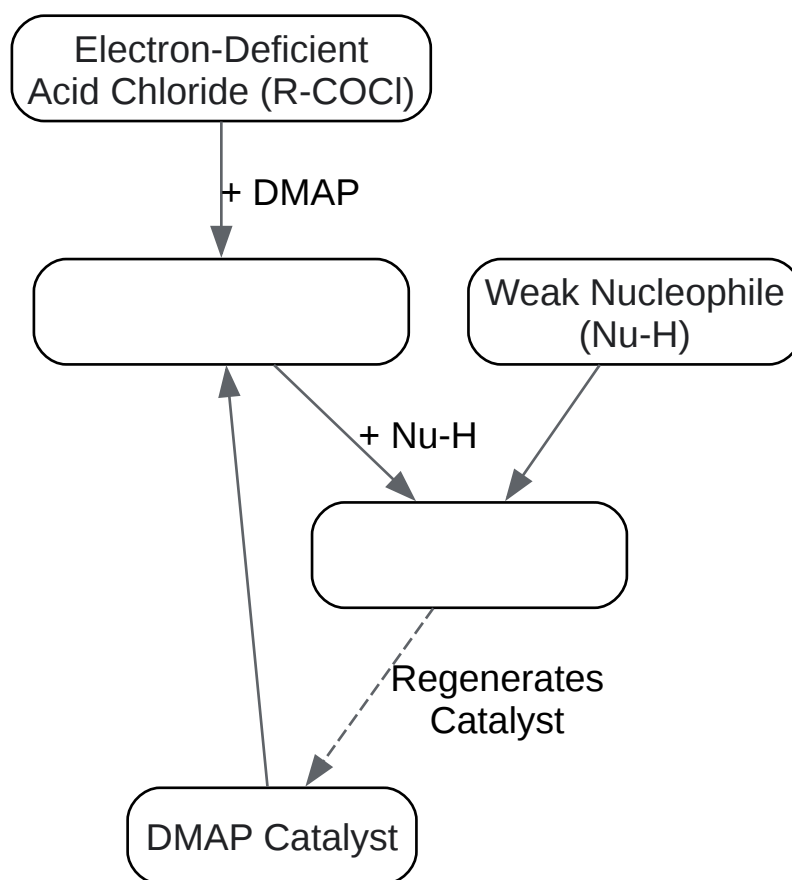 Electron-Deficient
Acid Chloride (R-COCl)
+ DMAP
Weak Nucleophile
(Nu-H)
+ Nu-H
Regenerates
Catalyst
DMAP Catalyst